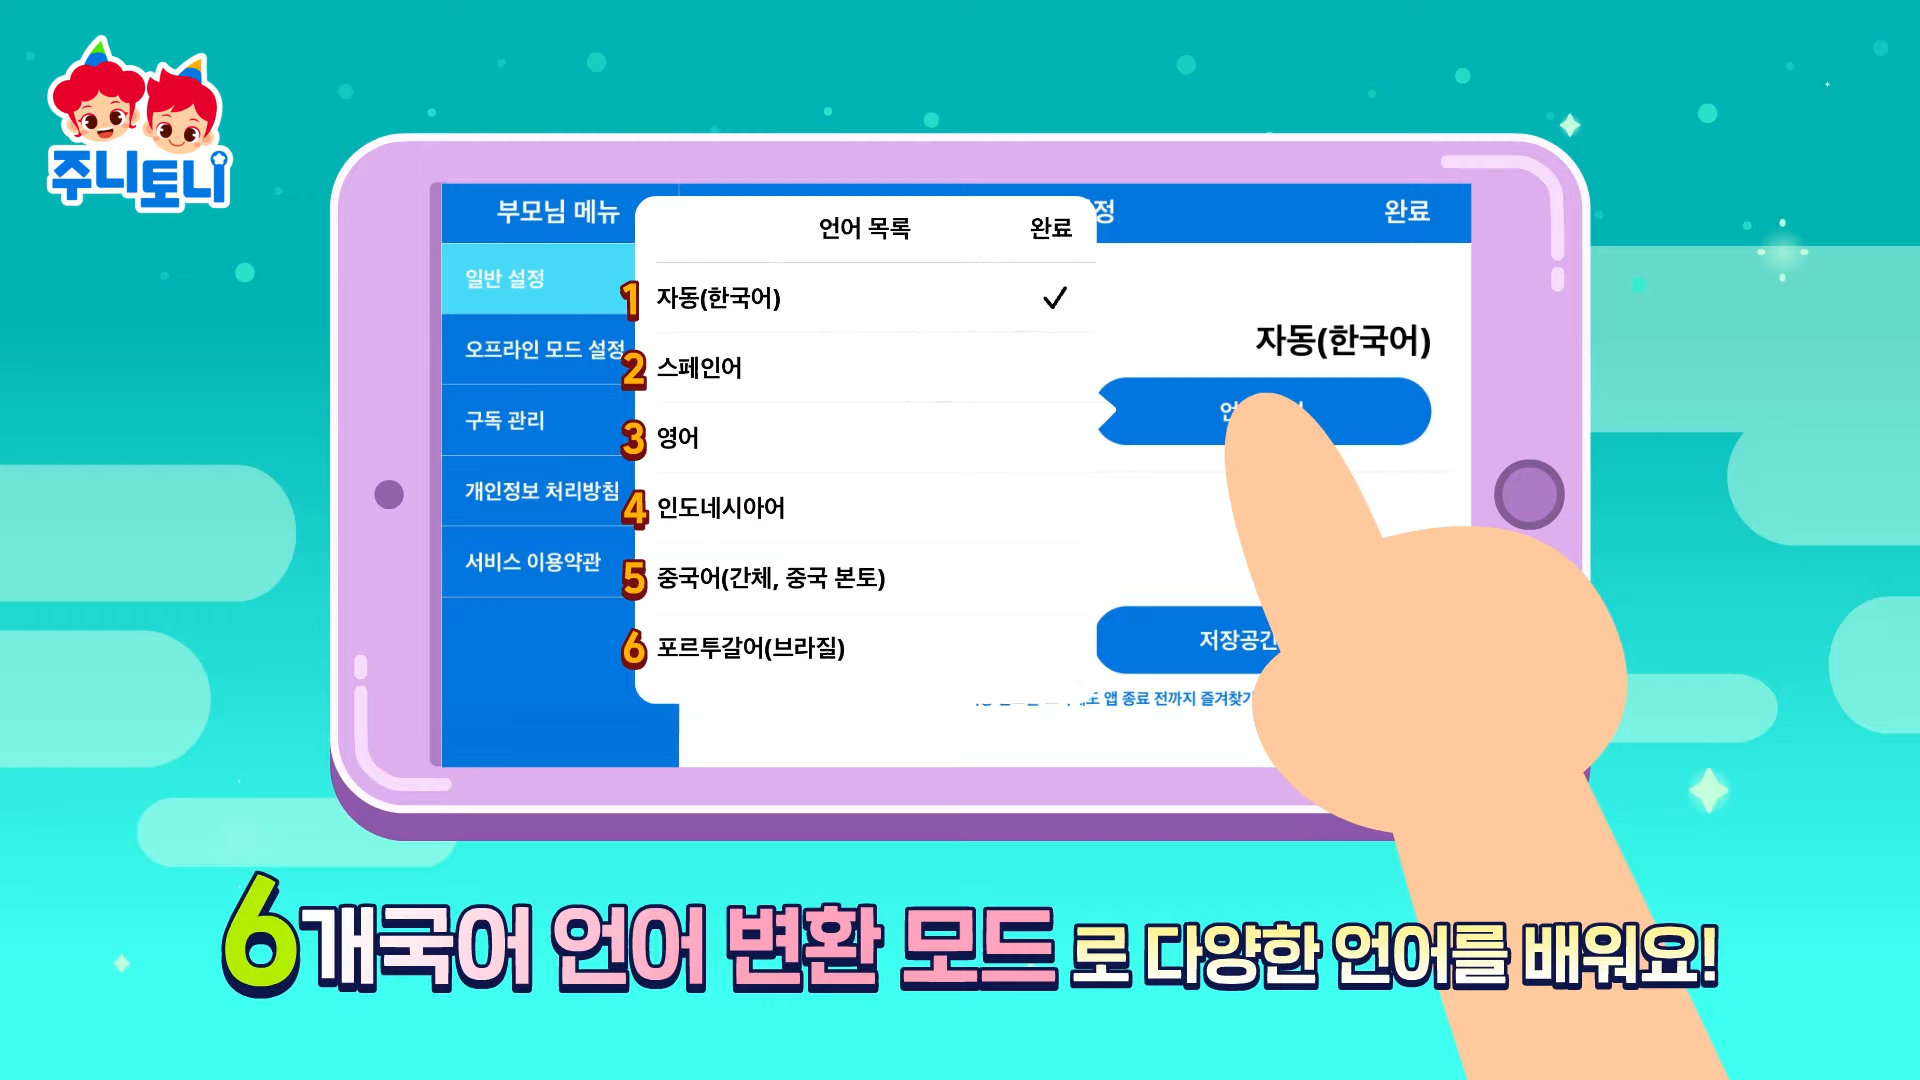 주니토니
부모님 메뉴
완료
일반 설정
오프라인 모드 설정
구독 관리
개인정보 처리방침
서비스 이용약관
언어 목록
완료
1 자동(한국어)
2 스페인어
3 영어
4 인도네시아어
5 중국어(간체, 중국 본토)
6 포르투갈어(브라질)
자동(한국어)
저장공간
앱 종료 전까지
6개국어 언어 변환 모드로 다양한 언어를 배워요!